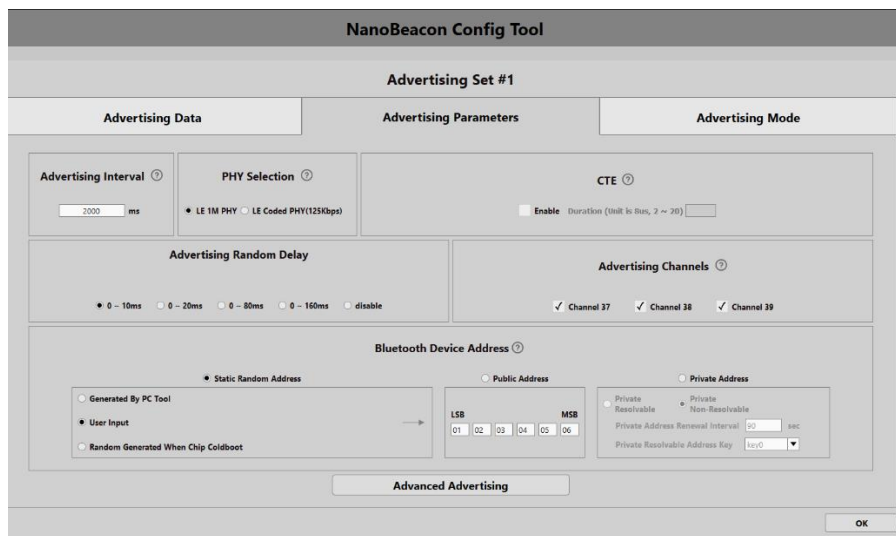 NanoBeacon Config Tool
Advertising Set #1
Advertising Data
Advertising Parameters
Advertising Mode
Advertising Interval ?
2000 ms
PHY Selection ?
LE 1M PHY LE Coded PHY(125Kbps)
CTE ?
Enable Duration (Unit is 8us, 2 ~ 20)
Advertising Random Delay
0 - 10ms 0 - 20ms 0 - 80ms 0 - 160ms disable
Advertising Channels ?
Channel 37 Channel 38 Channel 39
Bluetooth Device Address ?
Static Random Address
Generated By PC Tool
User Input
Random Generated When Chip Coldboot
Public Address
LSB MSB
01 02 03 04 05 06
Private Address
Private Resolvable
Private Non-Resolvable
Private Address Renewal Interval 90 sec
Private Resolvable Address Key key0
Advanced Advertising
OK